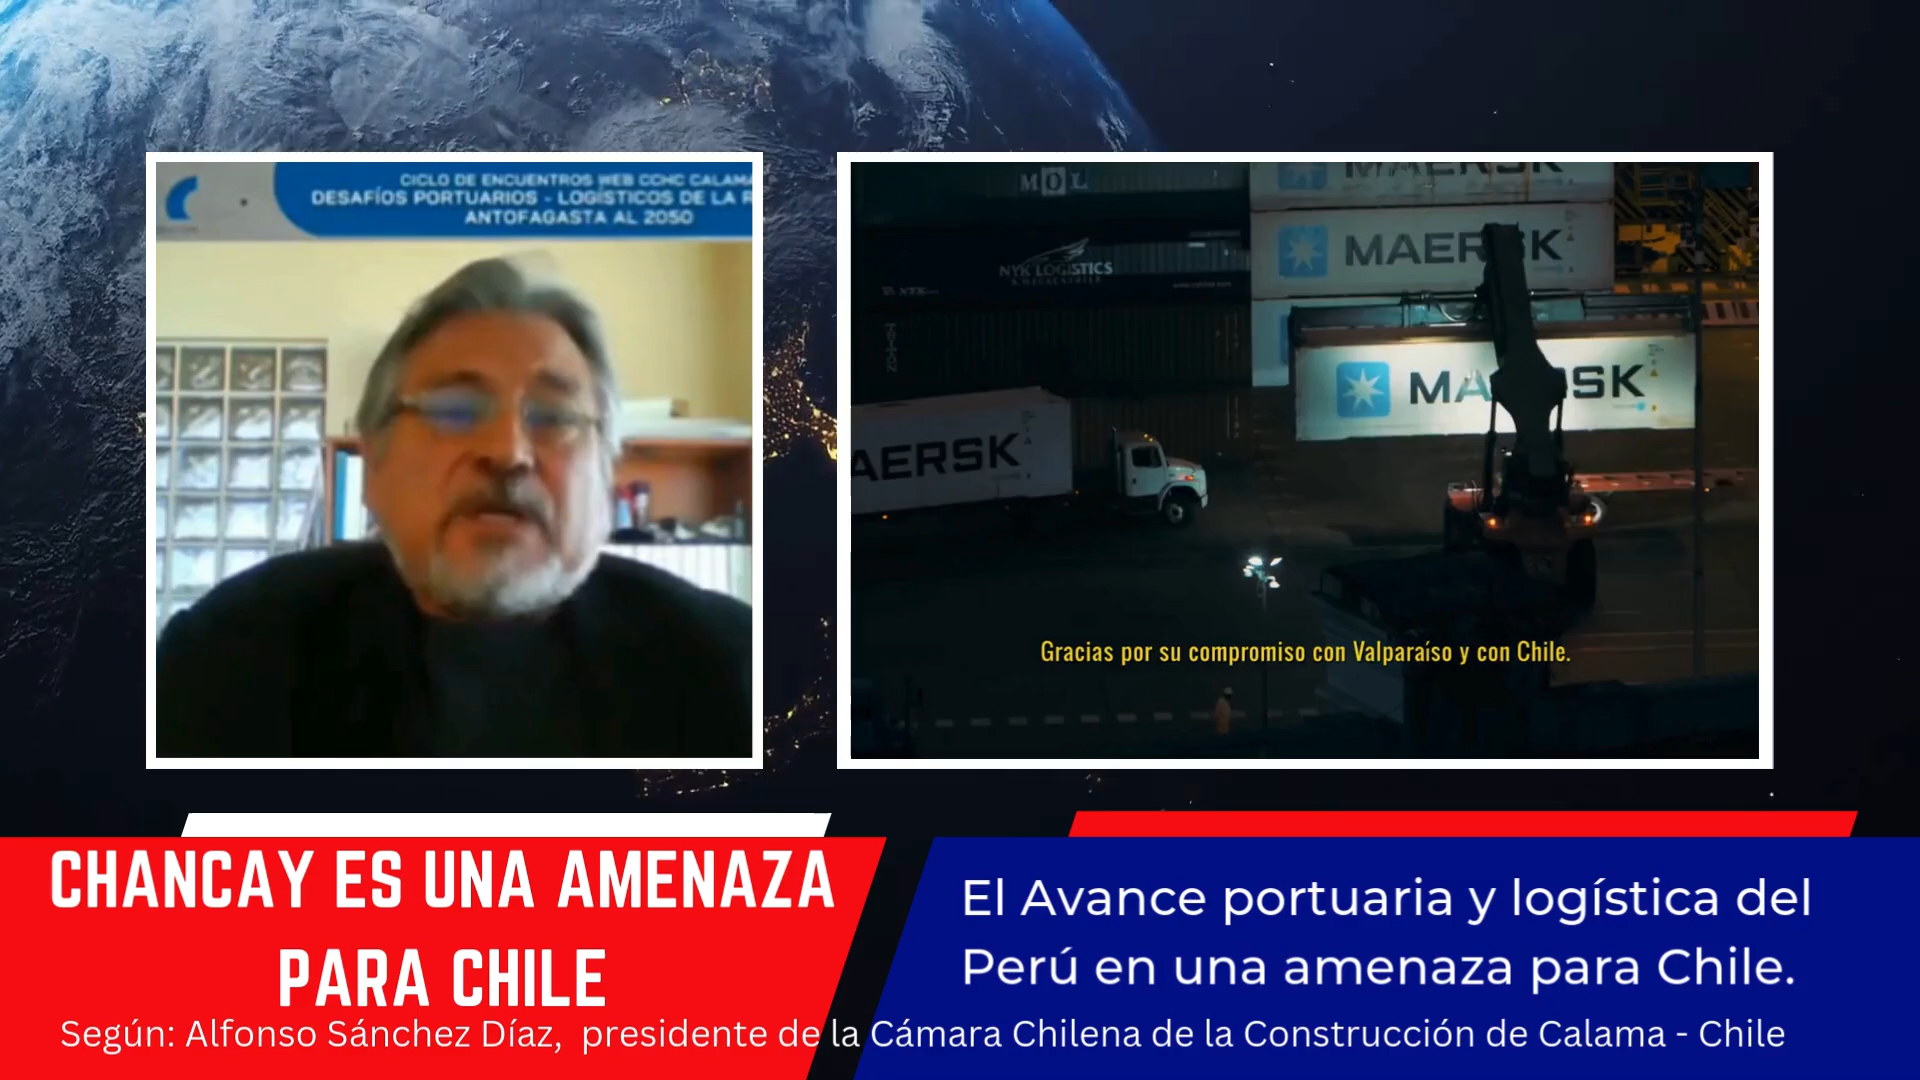 CICLO DE ENCUENTROS WEB CCHC CALAMA
DESAFÍOS PORTUARIOS - LOGÍSTICOS DE LA R
ANTOFAGASTA AL 2050
MOL
MAERSK
NYK LOGISTICS
MAERSK
AERSK
MAERSK
Gracias por su compromiso con Valparaíso y con Chile.
CHANCAY ES UNA AMENAZA
PARA CHILE
El Avance portuaria y logística del
Perú en una amenaza para Chile.
Según: Alfonso Sánchez Díaz, presidente de la Cámara Chilena de la Construcción de Calama - Chile